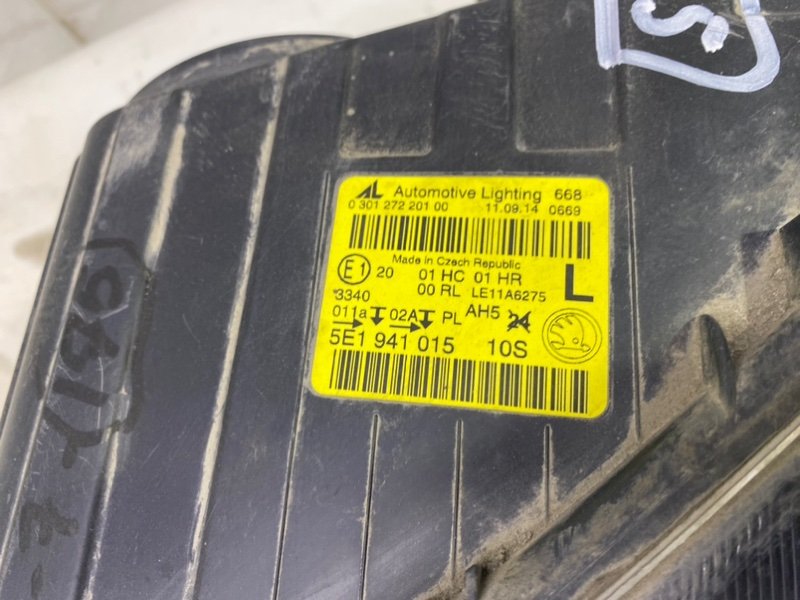 AL Automotive Lighting 668
0 301 272 201 00 11.09.14 0669
Made in Czech Republic
E1 20 01 HC 01 HR L
3340 00 RL LE11A6275
011a 02A PL AH5 24
5E1 941 015 10S